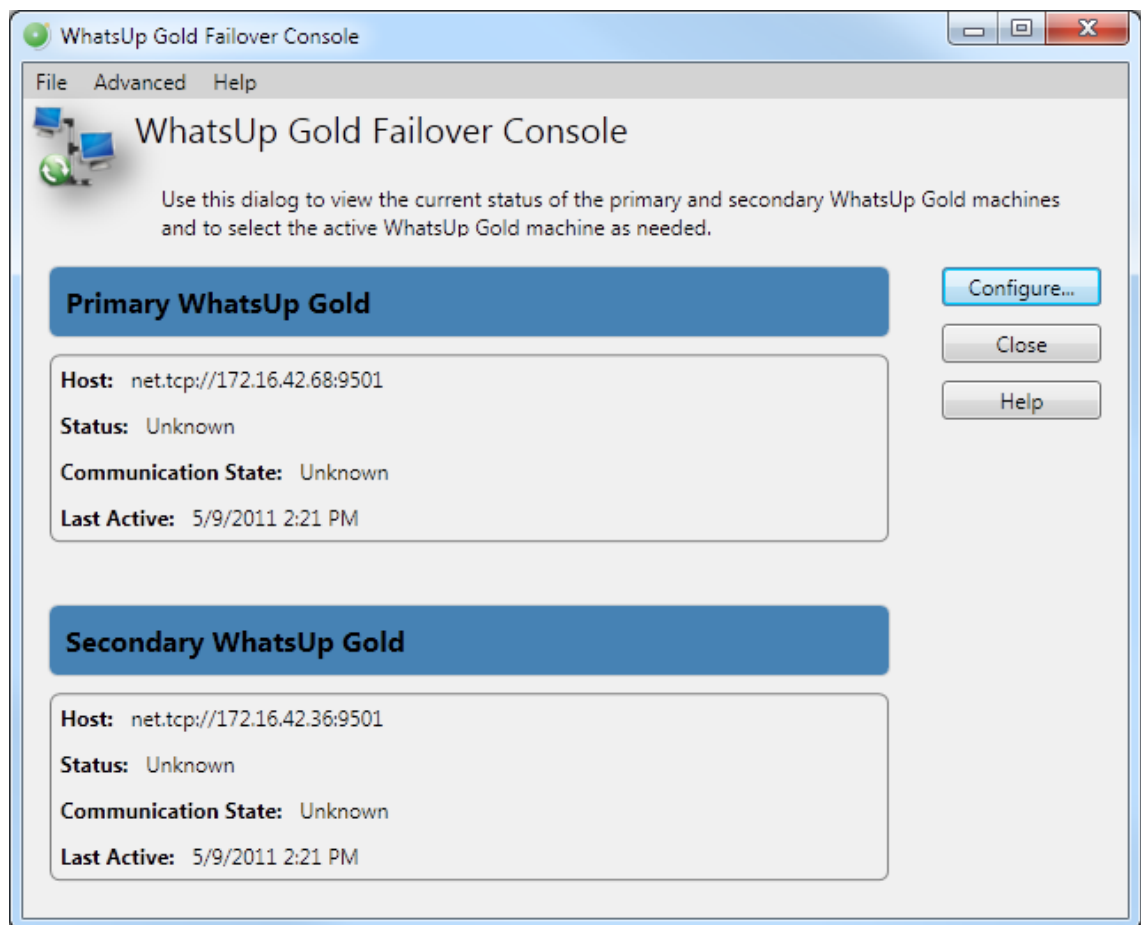 WhatsUp Gold Failover Console
File Advanced Help
WhatsUp Gold Failover Console
Use this dialog to view the current status of the primary and secondary WhatsUp Gold machines
and to select the active WhatsUp Gold machine as needed.
Primary WhatsUp Gold
Configure...
Close
Help
Host: net.tcp://172.16.42.68:9501
Status: Unknown
Communication State: Unknown
Last Active: 5/9/2011 2:21 PM
Secondary WhatsUp Gold
Host: net.tcp://172.16.42.36:9501
Status: Unknown
Communication State: Unknown
Last Active: 5/9/2011 2:21 PM